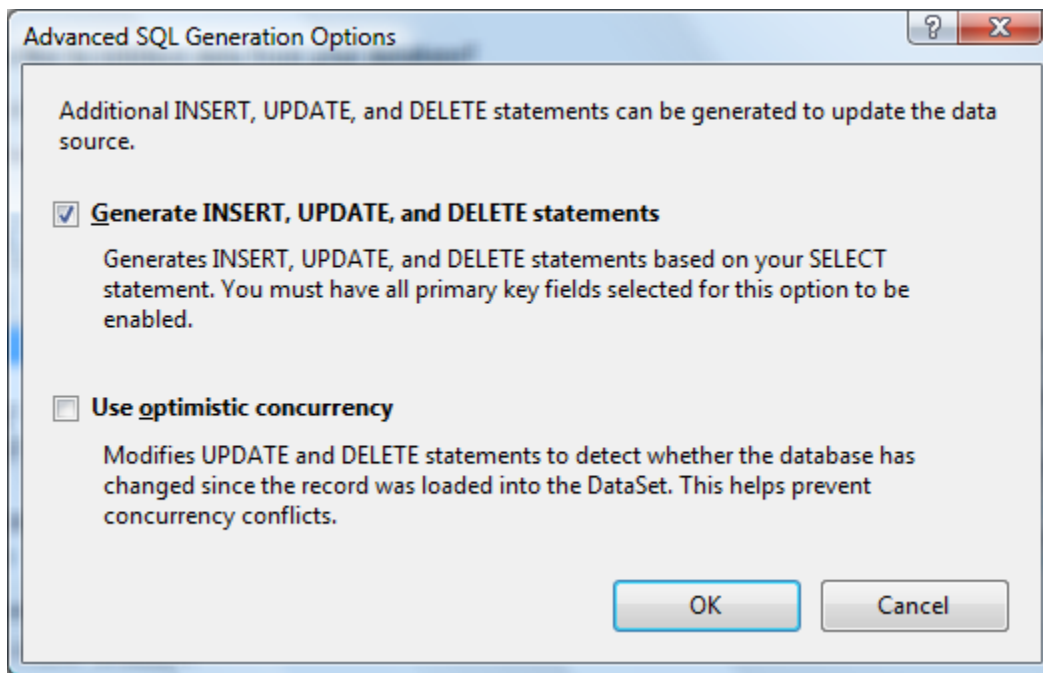 Advanced SQL Generation Options
?
Additional INSERT, UPDATE, and DELETE statements can be generated to update the data
source.
Generate INSERT, UPDATE, and DELETE statements
Generates INSERT, UPDATE, and DELETE statements based on your SELECT
statement. You must have all primary key fields selected for this option to be
enabled.
Use optimistic concurrency
Modifies UPDATE and DELETE statements to detect whether the database has
changed since the record was loaded into the DataSet. This helps prevent
concurrency conflicts.
OK
Cancel